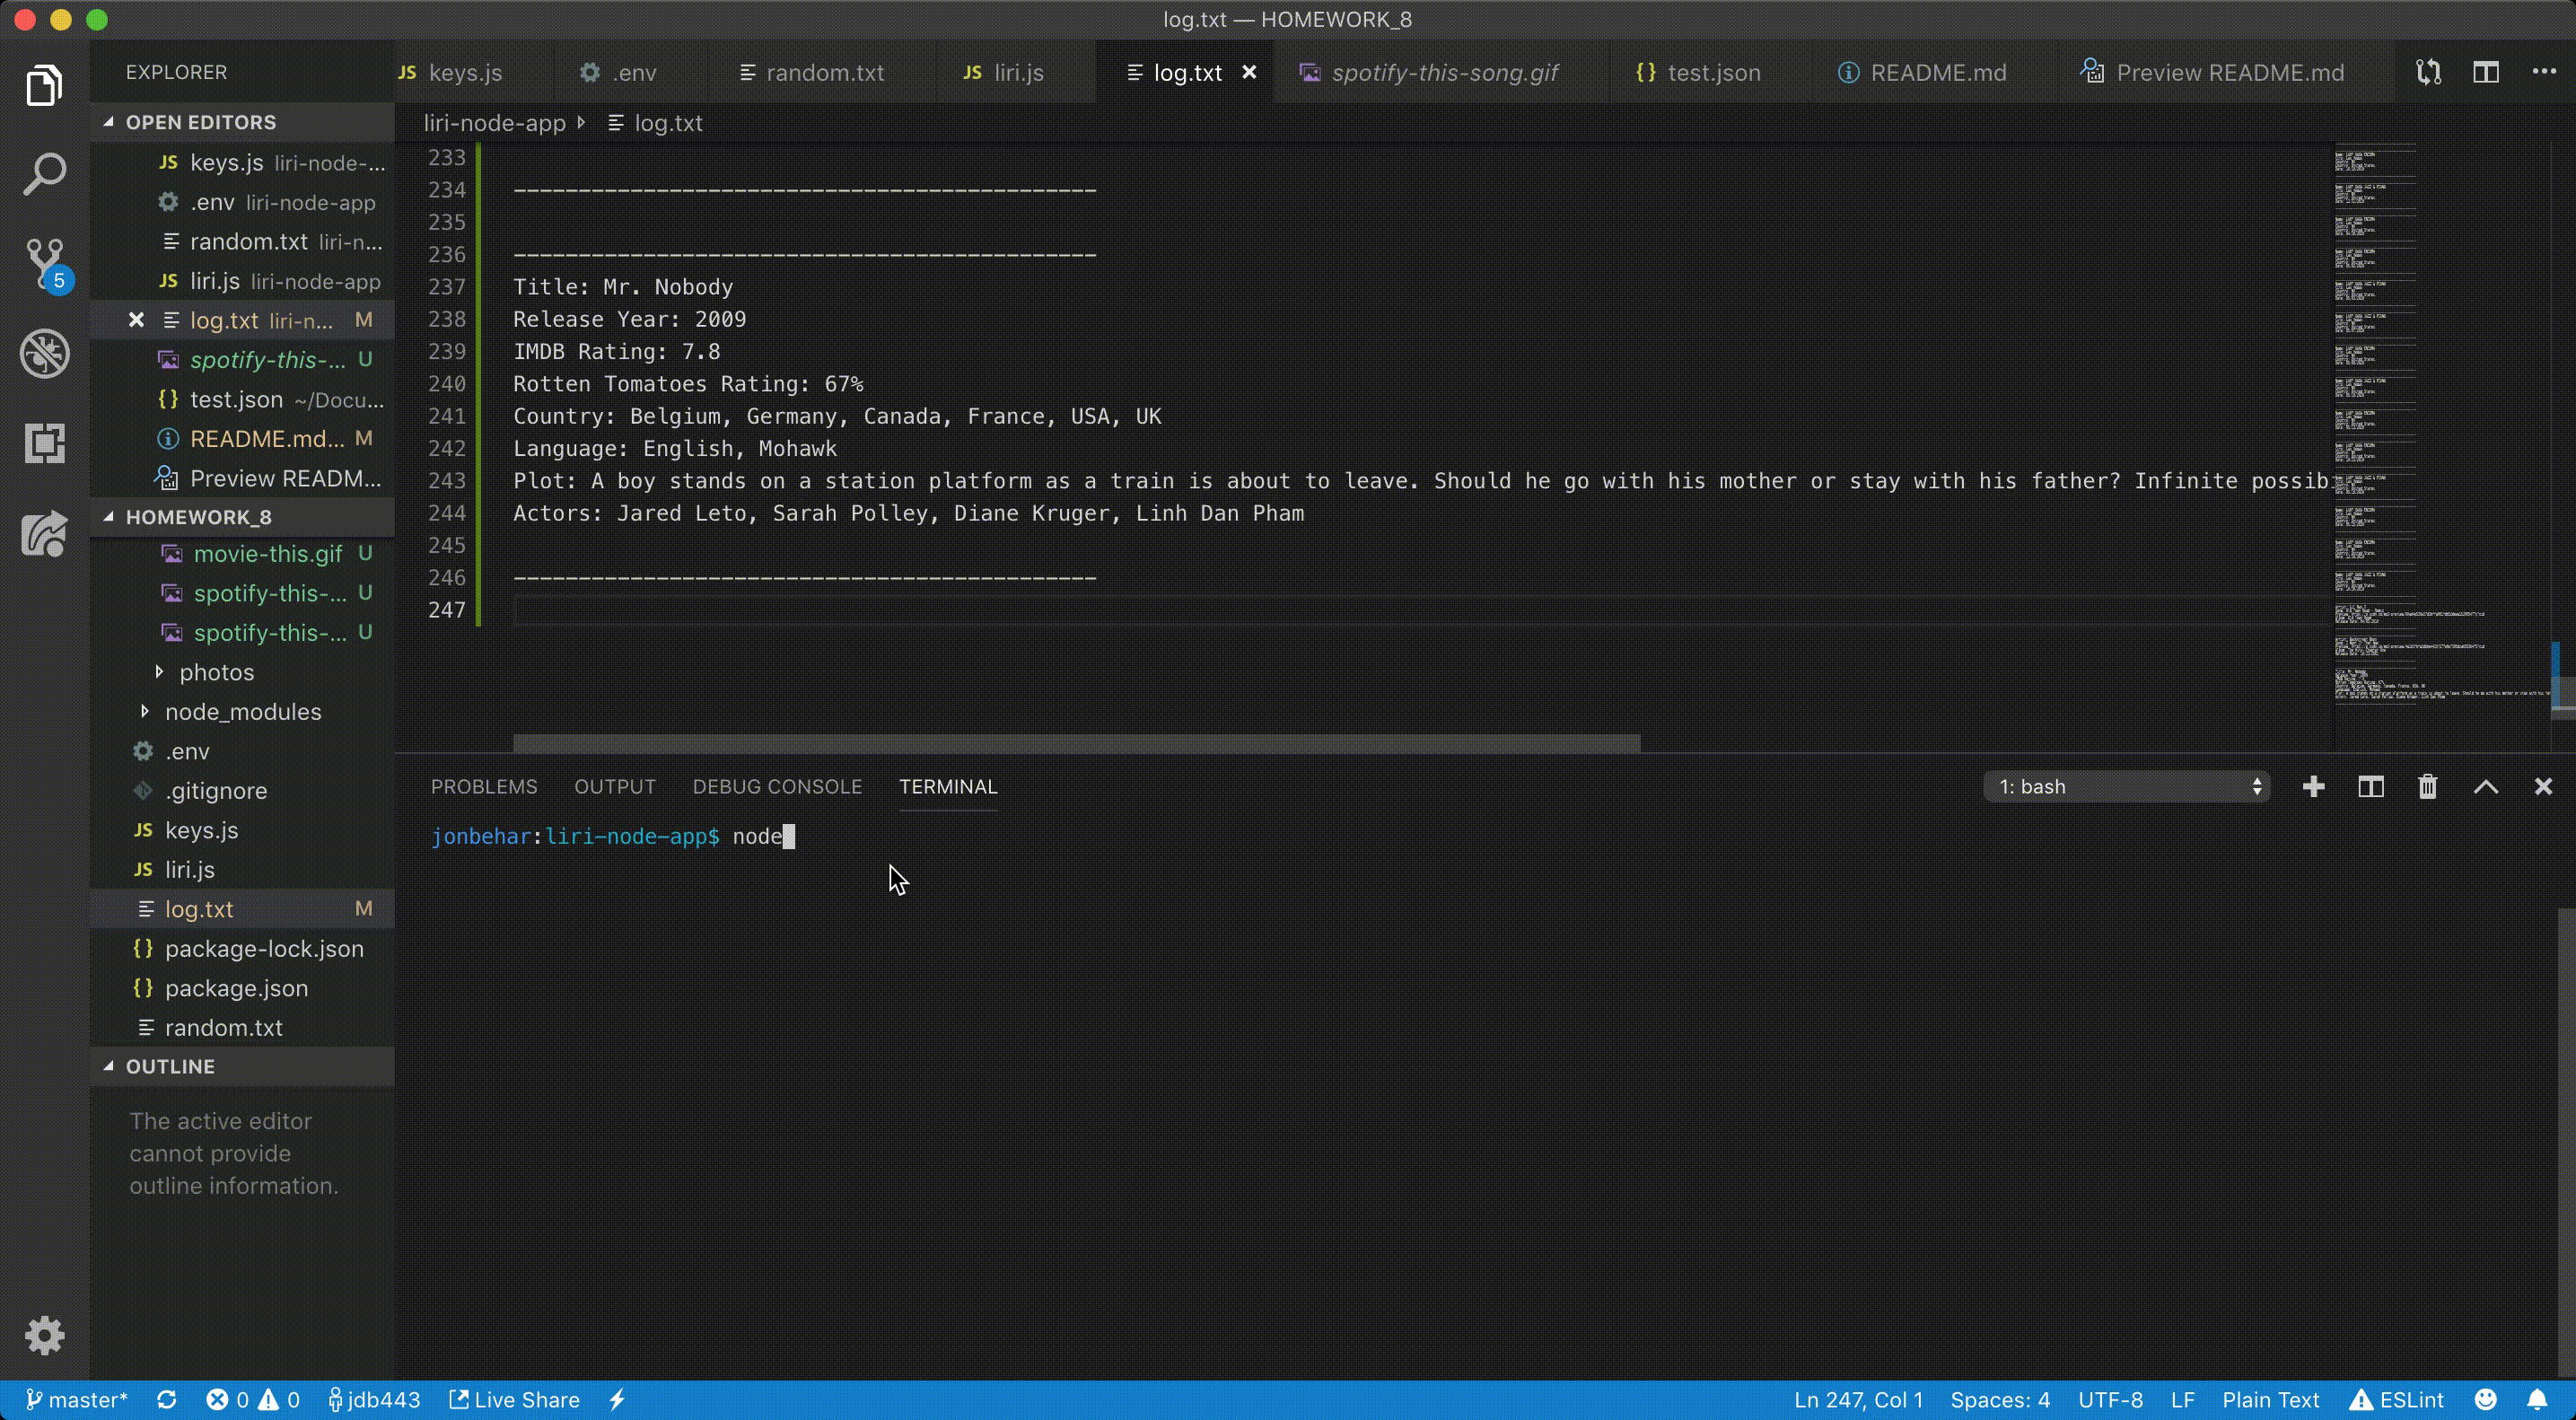 log.txt — HOMEWORK_8
EXPLORER
OPEN EDITORS
JS keys.js liri-node-...
.env liri-node-app
random.txt liri-n...
JS liri.js liri-node-app
log.txt liri-n... M
spotify-this-... U
{} test.json ~/Docu...
README.md... M
Preview READM...
HOMEWORK_8
movie-this.gif U
spotify-this-... U
spotify-this-... U
photos
node_modules
.env
.gitignore
JS keys.js
JS liri.js
log.txt M
{} package-lock.json
{} package.json
random.txt
OUTLINE
The active editor
cannot provide
outline information.
5
JS keys.js .env random.txt JS liri.js log.txt spotify-this-song.gif {} test.json README.md Preview README.md
liri-node-app log.txt
233
234 ---------------------------------------------
235
236 ---------------------------------------------
237 Title: Mr. Nobody
238 Release Year: 2009
239 IMDB Rating: 7.8
240 Rotten Tomatoes Rating: 67%
241 Country: Belgium, Germany, Canada, France, USA, UK
242 Language: English, Mohawk
243 Plot: A boy stands on a station platform as a train is about to leave. Should he go with his mother or stay with his father? Infinite possib
244 Actors: Jared Leto, Sarah Polley, Diane Kruger, Linh Dan Pham
245
246 ---------------------------------------------
247
PROBLEMS OUTPUT DEBUG CONSOLE TERMINAL 1: bash
jonbehar:liri-node-app$ node
master* 0 0 jdb443 Live Share Ln 247, Col 1 Spaces: 4 UTF-8 LF Plain Text ESLint